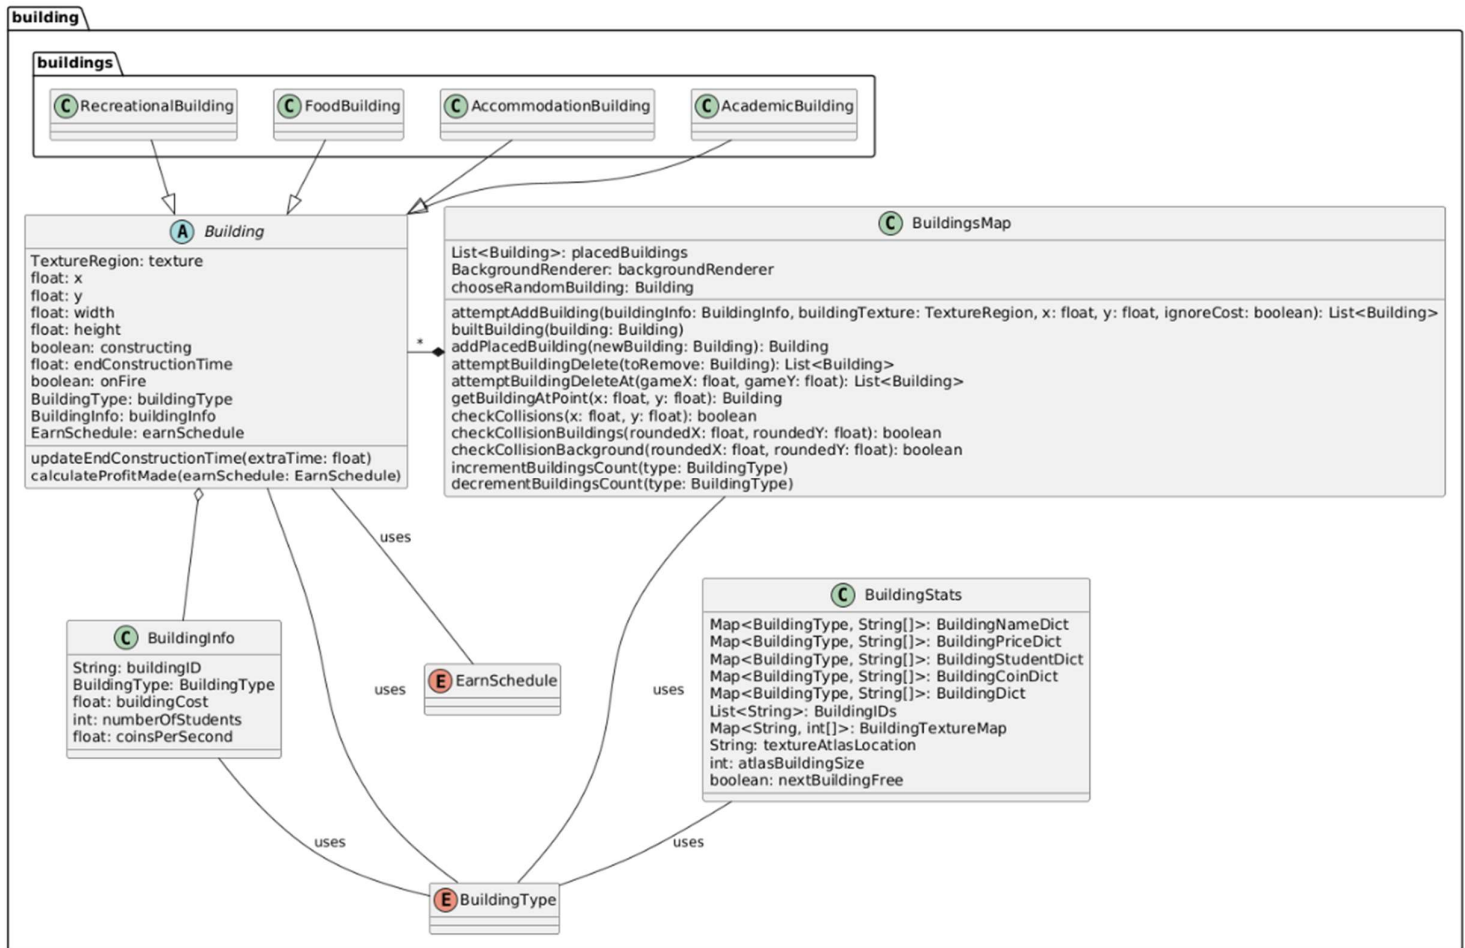 building
buildings
C RecreationalBuilding
C FoodBuilding
C AccommodationBuilding
C AcademicBuilding
A Building
TextureRegion: texture
float: x
float: y
float: width
float: height
boolean: constructing
float: endConstructionTime
boolean: onFire
BuildingType: buildingType
BuildingInfo: buildingInfo
EarnSchedule: earnSchedule
updateEndConstructionTime(extraTime: float)
calculateProfitMade(earnSchedule: EarnSchedule)
*
C BuildingsMap
List<Building>: placedBuildings
BackgroundRenderer: backgroundRenderer
chooseRandomBuilding: Building
attemptAddBuilding(buildingInfo: BuildingInfo, buildingTexture: TextureRegion, x: float, y: float, ignoreCost: boolean): List<Building>
builtBuilding(building: Building)
addPlacedBuilding(newBuilding: Building): Building
attemptBuildingDelete(toRemove: Building): List<Building>
attemptBuildingDeleteAt(gameX: float, gameY: float): List<Building>
getBuildingAtPoint(x: float, y: float): Building
checkCollisions(x: float, y: float): boolean
checkCollisionBuildings(roundedX: float, roundedY: float): boolean
checkCollisionBackground(roundedX: float, roundedY: float): boolean
incrementBuildingsCount(type: BuildingType)
decrementBuildingsCount(type: BuildingType)
uses
C BuildingInfo
String: buildingID
BuildingType: BuildingType
float: buildingCost
int: numberOfStudents
float: coinsPerSecond
E EarnSchedule
uses
uses
C BuildingStats
Map<BuildingType, String[]>: BuildingNameDict
Map<BuildingType, String[]>: BuildingPriceDict
Map<BuildingType, String[]>: BuildingStudentDict
Map<BuildingType, String[]>: BuildingCoinDict
Map<BuildingType, String[]>: BuildingDict
List<String>: BuildingIDs
Map<String, int[]>: BuildingTextureMap
String: textureAtlasLocation
int: atlasBuildingSize
boolean: nextBuildingFree
uses
uses
E BuildingType